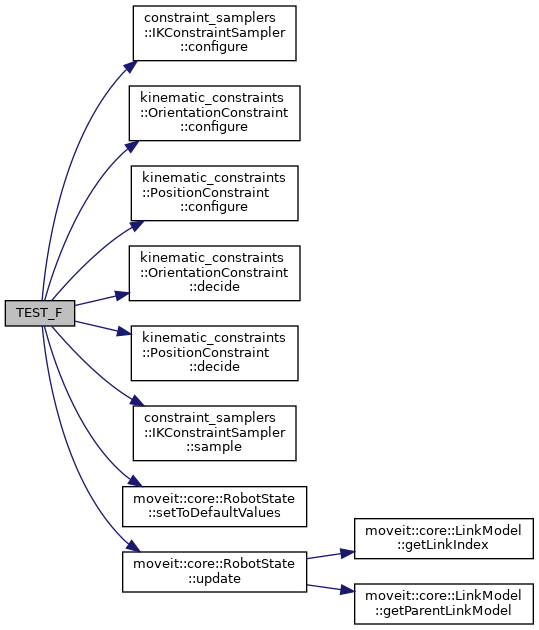 constraint_samplers
::IKConstraintSampler
::configure
kinematic_constraints
::OrientationConstraint
::configure
kinematic_constraints
::PositionConstraint
::configure
kinematic_constraints
::OrientationConstraint
::decide
TEST_F
kinematic_constraints
::PositionConstraint
::decide
constraint_samplers
::IKConstraintSampler
::sample
moveit::core::RobotState
::setToDefaultValues
moveit::core::RobotState
::update
moveit::core::LinkModel
::getLinkIndex
moveit::core::LinkModel
::getParentLinkModel